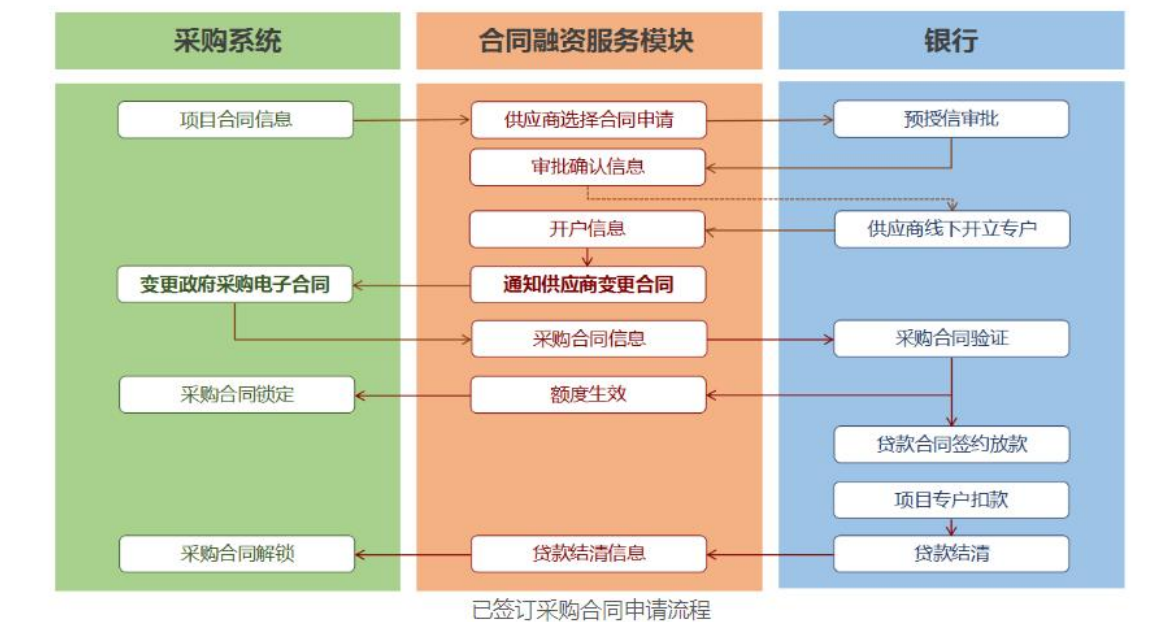 采购系统
合同融资服务模块
银行
项目合同信息
供应商选择合同申请
预授信审批
审批确认信息
开户信息
供应商线下开立专户
变更政府采购电子合同
通知供应商变更合同
采购合同信息
采购合同验证
采购合同锁定
额度生效
贷款合同签约放款
项目专户扣款
采购合同解锁
贷款结清信息
贷款结清
已签订采购合同申请流程